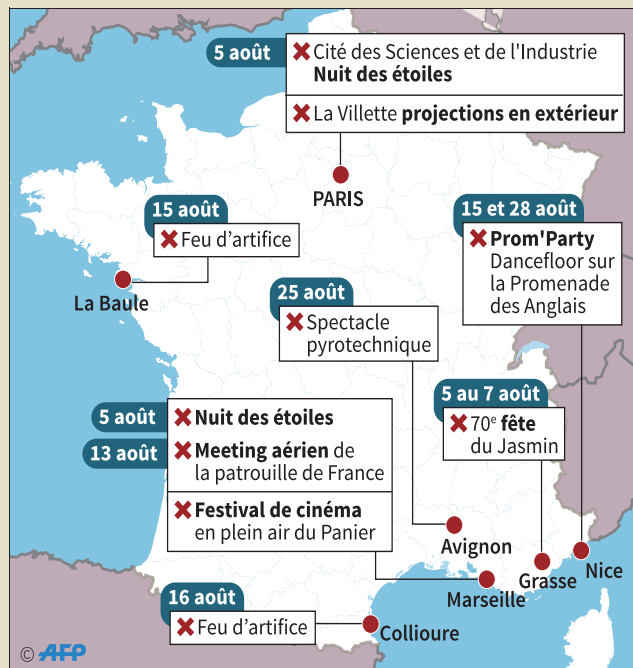 5 août
Cité des Sciences et de l'Industrie
Nuit des étoiles
La Villette projections en extérieur
PARIS
15 août
Feu d'artifice
La Baule
15 et 28 août
Prom'Party
Dancefloor sur
la Promenade
des Anglais
25 août
Spectacle
pyrotechnique
5 au 7 août
70e fête
du Jasmin
5 août
Nuit des étoiles
13 août
Meeting aérien de
la patrouille de France
Festival de cinéma
en plein air du Panier
Avignon
Grasse
Nice
Marseille
16 août
Feu d'artifice
Collioure
© AFP